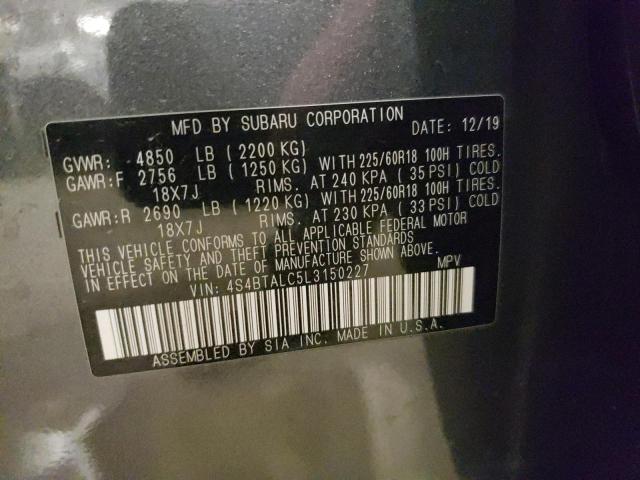 MFD BY SUBARU CORPORATION DATE: 12/19
GVWR: 4850 LB (2200 KG)
GAWR:F 2756 LB (1250 KG) WITH 225/60R18 100H TIRES.
18X7J RIMS. AT 240 KPA (35 PSI) COLD
GAWR:R 2690 LB (1220 KG) WITH 225/60R18 100H TIRES.
18X7J RIMS. AT 230 KPA (33 PSI) COLD
THIS VEHICLE CONFORMS TO ALL APPLICABLE FEDERAL MOTOR
VEHICLE SAFETY AND THEFT PREVENTION STANDARDS
IN EFFECT ON THE DATE OF MANUFACTURE SHOWN ABOVE.
VIN: 4S4BTALC5L3150227 MPV
ASSEMBLED BY SIA INC. MADE IN U.S.A.